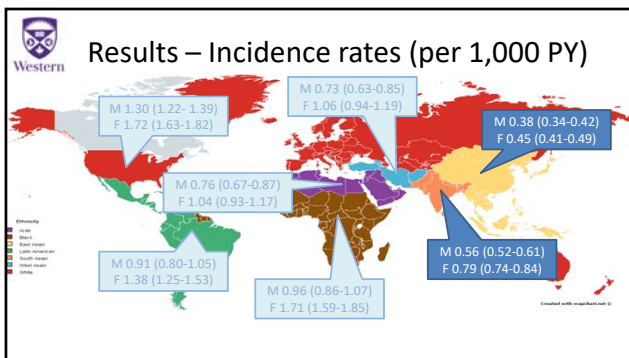 Western
Results – Incidence rates (per 1,000 PY)
M 1.30 (1.22- 1.39)
F 1.72 (1.63-1.82)
M 0.73 (0.63-0.85)
F 1.06 (0.94-1.19)
M 0.38 (0.34-0.42)
F 0.45 (0.41-0.49)
M 0.76 (0.67-0.87)
F 1.04 (0.93-1.17)
M 0.56 (0.52-0.61)
F 0.79 (0.74-0.84)
M 0.91 (0.80-1.05)
F 1.38 (1.25-1.53)
M 0.96 (0.86-1.07)
F 1.71 (1.59-1.85)
Ethnicity
Arab
Black
East Asian
Latin American
South Asian
West Asian
White
Created with mapchart.net ©